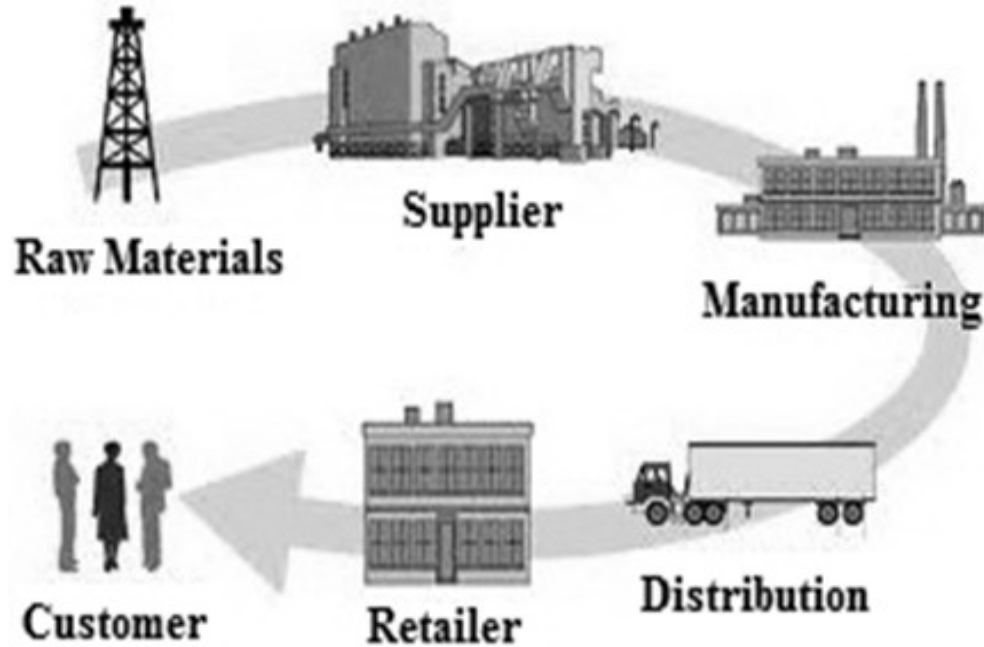 Raw Materials
Supplier
Manufacturing
Distribution
Retailer
Customer